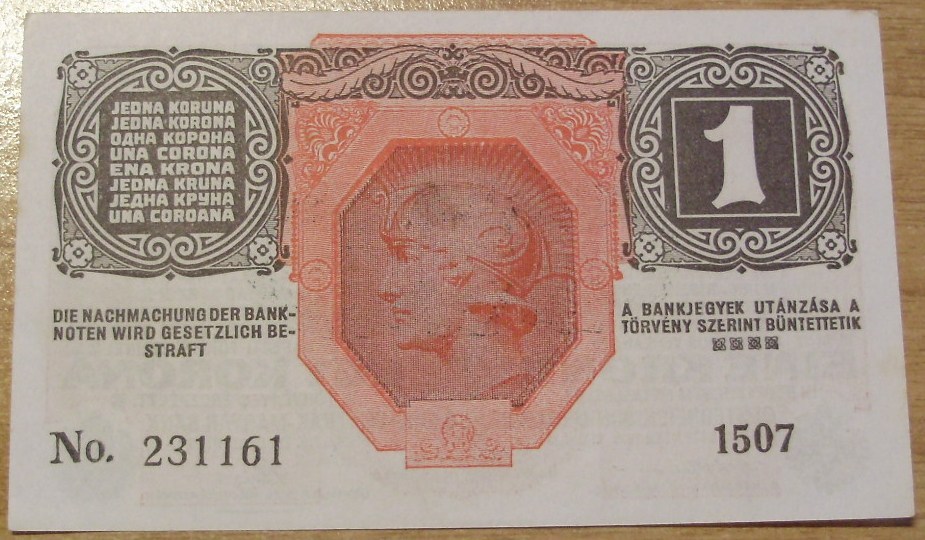 JEDNA KORUNA
JEDNA KORONA
ОДНА КОРОНА
UNA CORONA
ENA KRONA
JEDNA KRUNA
ЈЕДНА КРУНА
UNA COROANĂ
1
DIE NACHMACHUNG DER BANK-
NOTEN WIRD GESETZLICH BE-
STRAFT
A BANKJEGYEK UTÁNZÁSA A
TÖRVÉNY SZERINT BÜNTETTETIK
No. 231161
1507